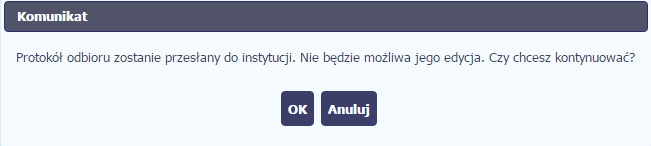 Komunikat
Protokół odbioru zostanie przesłany do instytucji. Nie będzie możliwa jego edycja. Czy chcesz kontynuować?
OK Anuluj